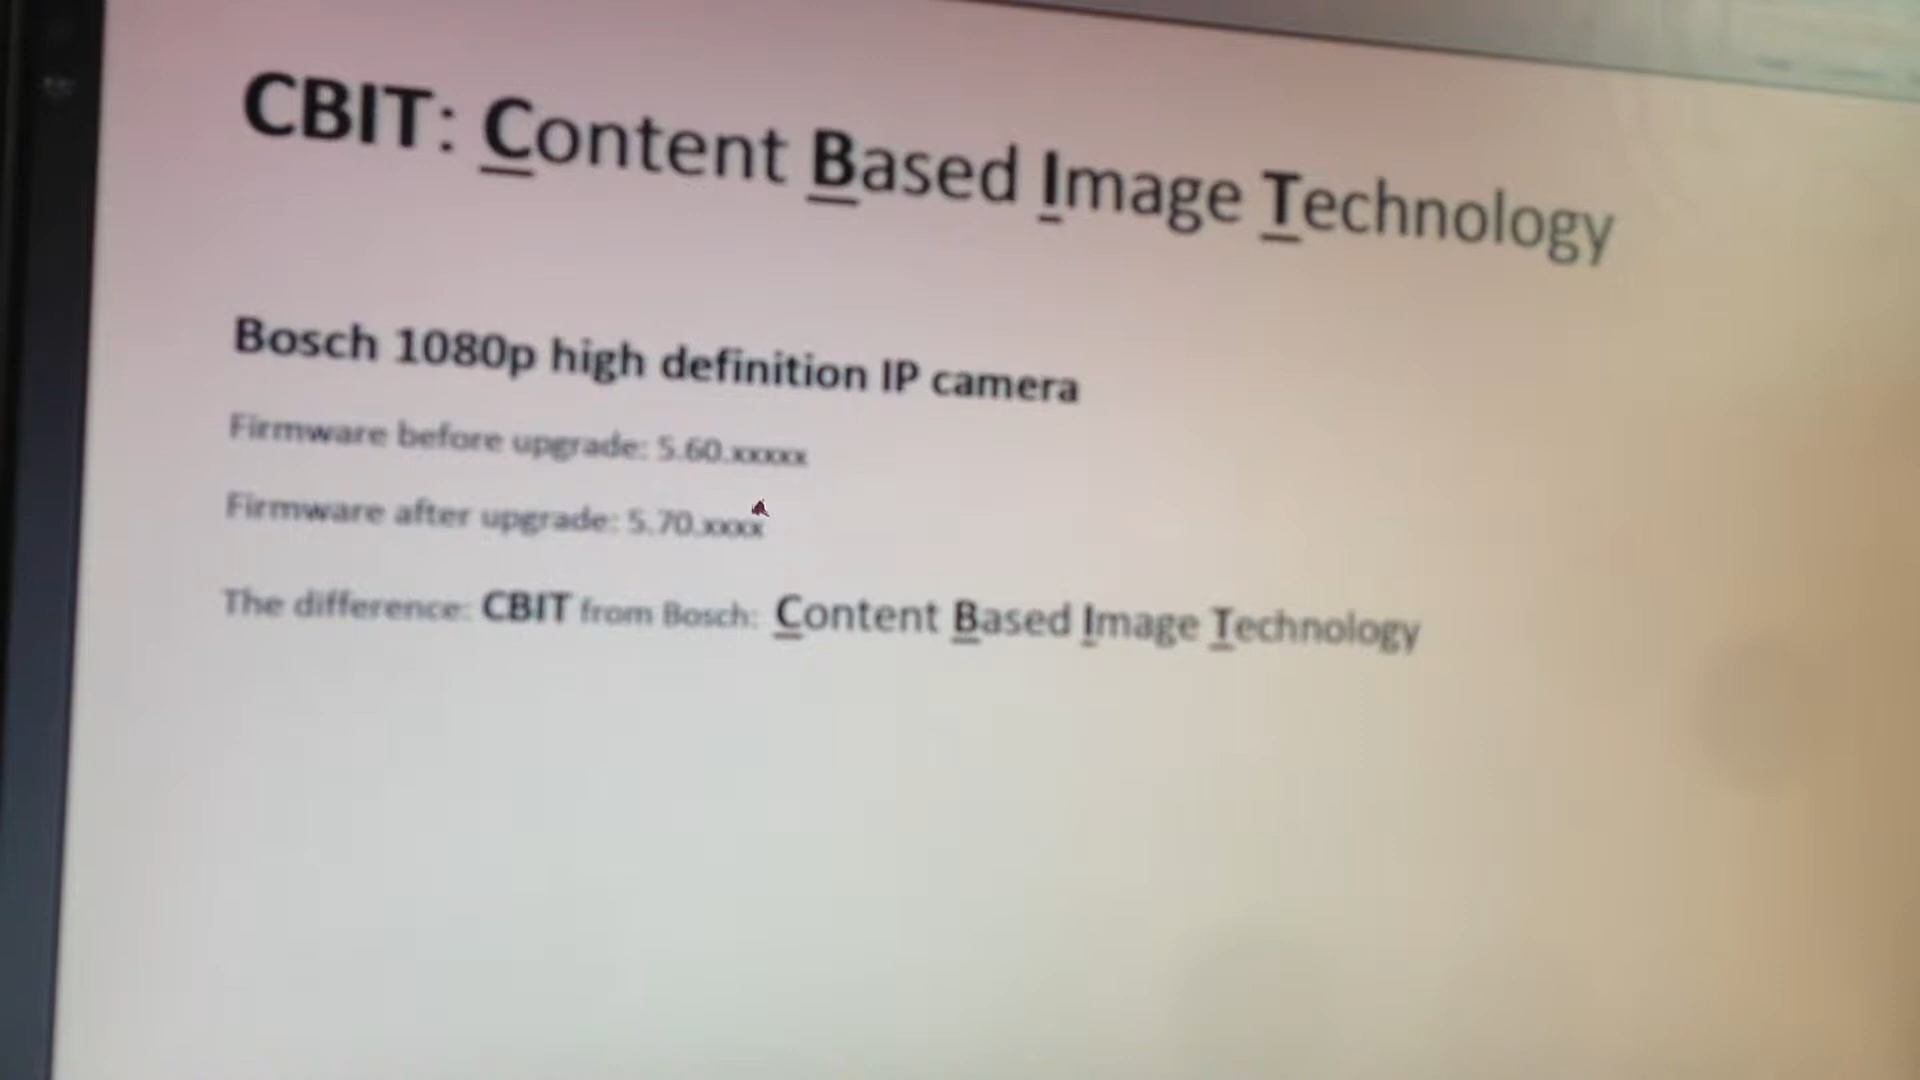 CBIT: Content Based Image Technology
Bosch 1080p high definition IP camera
Firmware before upgrade: 5.60.xxxxx
Firmware after upgrade: 5.70.xxxx
The difference: CBIT from Bosch: Content Based Image Technology